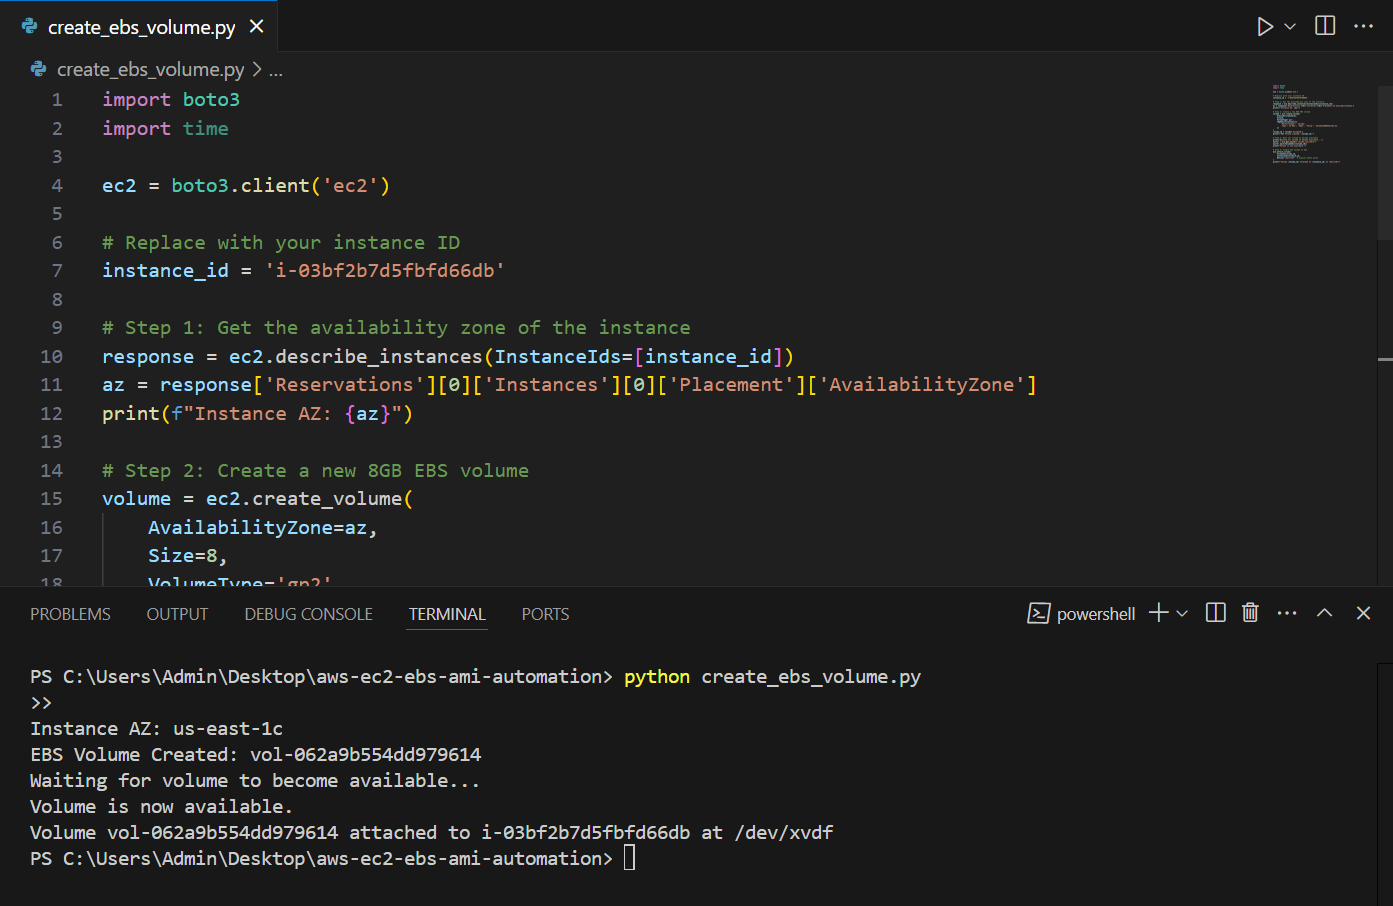 create_ebs_volume.py
create_ebs_volume.py > ...
1 import boto3
2 import time
3
4 ec2 = boto3.client('ec2')
5
6 # Replace with your instance ID
7 instance_id = 'i-03bf2b7d5fbfd66db'
8
9 # Step 1: Get the availability zone of the instance
10 response = ec2.describe_instances(InstanceIds=[instance_id])
11 az = response['Reservations'][0]['Instances'][0]['Placement']['AvailabilityZone']
12 print(f"Instance AZ: {az}")
13
14 # Step 2: Create a new 8GB EBS volume
15 volume = ec2.create_volume(
16     AvailabilityZone=az,
17     Size=8,
18     VolumeType='gp2'
PROBLEMS OUTPUT DEBUG CONSOLE TERMINAL PORTS powershell
PS C:\Users\Admin\Desktop\aws-ec2-ebs-ami-automation> python create_ebs_volume.py
>>
Instance AZ: us-east-1c
EBS Volume Created: vol-062a9b554dd979614
Waiting for volume to become available...
Volume is now available.
Volume vol-062a9b554dd979614 attached to i-03bf2b7d5fbfd66db at /dev/xvdf
PS C:\Users\Admin\Desktop\aws-ec2-ebs-ami-automation>